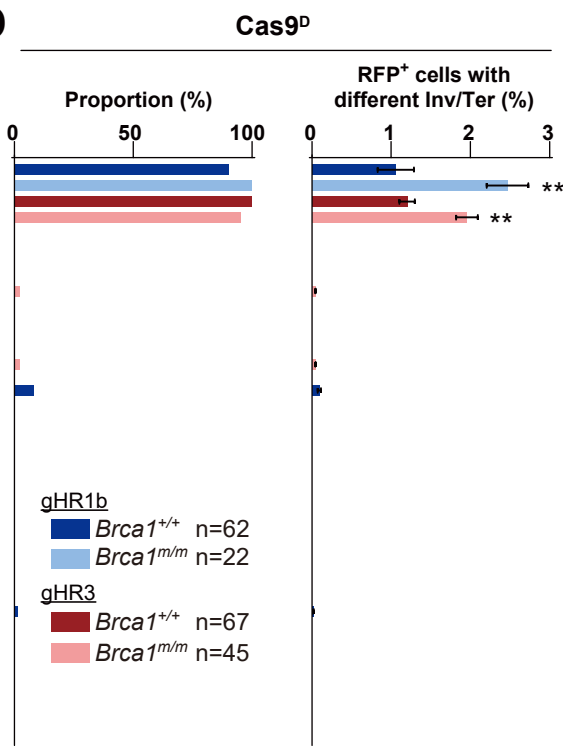 Cas9ᴰ
Proportion (%)
RFP⁺ cells with
different Inv/Ter (%)
0 50 100
0 1 2 3
**
**
gHR1b
Brca1⁺/⁺ n=62
Brca1ᵐ/ᵐ n=22
gHR3
Brca1⁺/⁺ n=67
Brca1ᵐ/ᵐ n=45